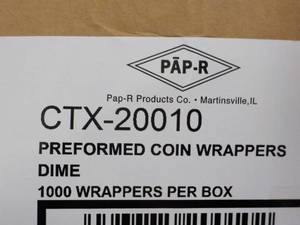 PĀP-R
Pap-R Products Co. • Martinsville, IL
CTX-20010
PREFORMED COIN WRAPPERS
DIME
1000 WRAPPERS PER BOX